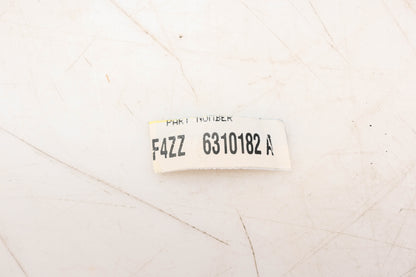 PART NUMBER
F4ZZ 6310182 A